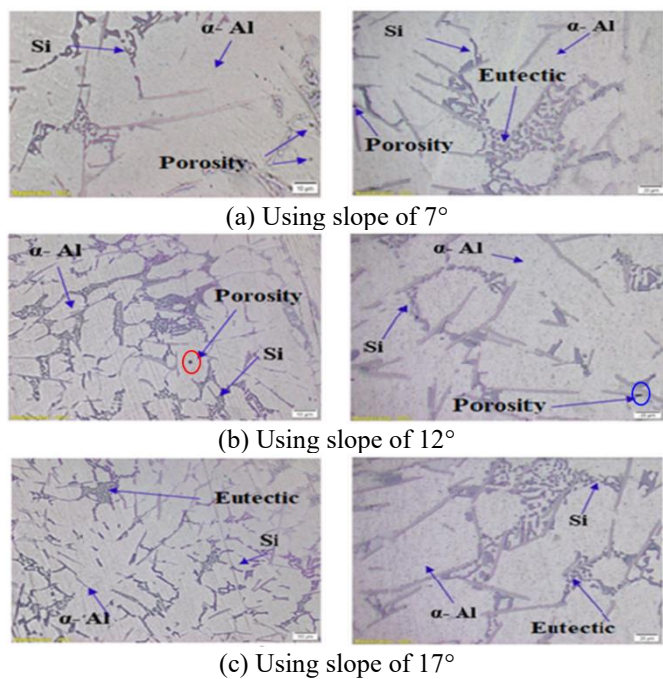 Si α- Al
Porosity
Si α- Al
Eutectic
Porosity
(a) Using slope of 7°
α- Al
Porosity
Si
α- Al
Si
Porosity
(b) Using slope of 12°
Eutectic
Si
α- Al
Si
α- Al
Eutectic
(c) Using slope of 17°